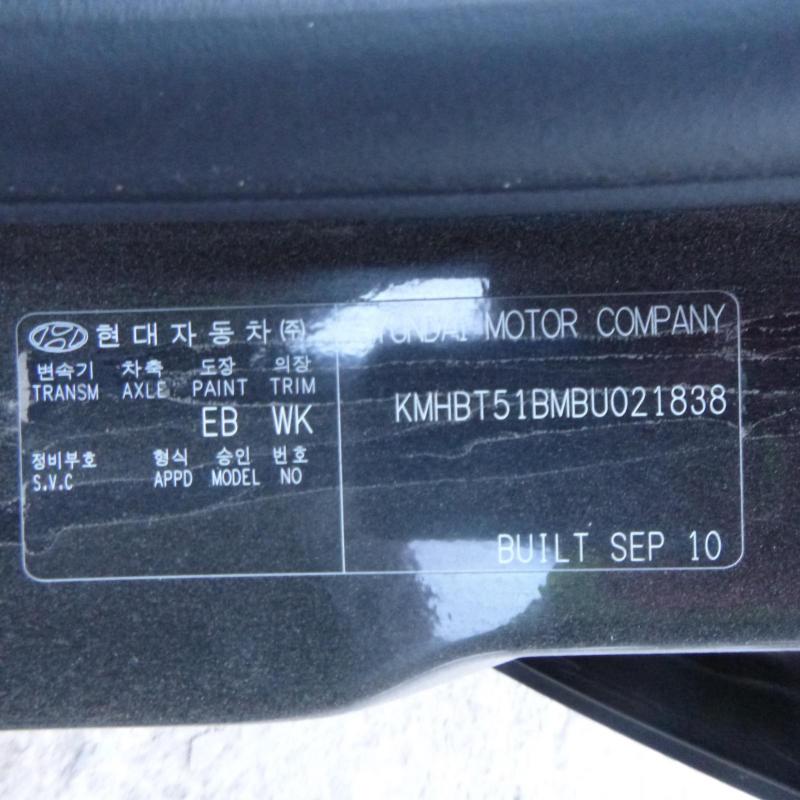 현대자동차(주) HYUNDAI MOTOR COMPANY
변속기 차축 도장 의장
TRANSM AXLE PAINT TRIM
EB WK
KMHBT51BMBU021838
정비부호 형식 승인 번호
S.V.C APPD MODEL NO
BUILT SEP 10